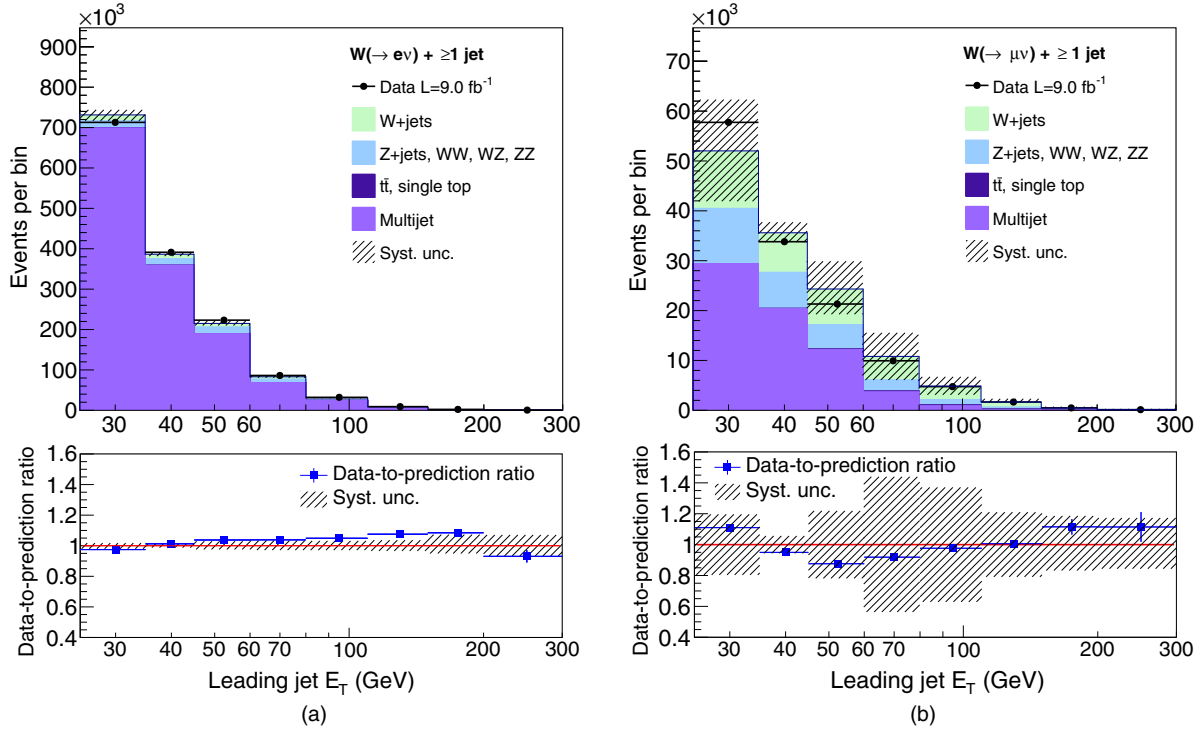 ×10³
W(→ eν) + ≥1 jet
Data L=9.0 fb⁻¹
W+jets
Z+jets, WW, WZ, ZZ
tt̄, single top
Multijet
Syst. unc.
Events per bin
900
800
700
600
500
400
300
200
100
0
30 40 50 60 70 100 200 300
Data-to-prediction ratio
Syst. unc.
Data-to-prediction ratio
1.6
1.4
1.2
1
0.8
0.6
0.4
30 40 50 60 70 100 200 300
Leading jet E_T (GeV)
(a)
×10³
W(→ μν) + ≥1 jet
Data L=9.0 fb⁻¹
W+jets
Z+jets, WW, WZ, ZZ
tt̄, single top
Multijet
Syst. unc.
Events per bin
70
60
50
40
30
20
10
0
30 40 50 60 70 100 200 300
Data-to-prediction ratio
Syst. unc.
Data-to-prediction ratio
1.6
1.4
1.2
1
0.8
0.6
0.4
30 40 50 60 70 100 200 300
Leading jet E_T (GeV)
(b)